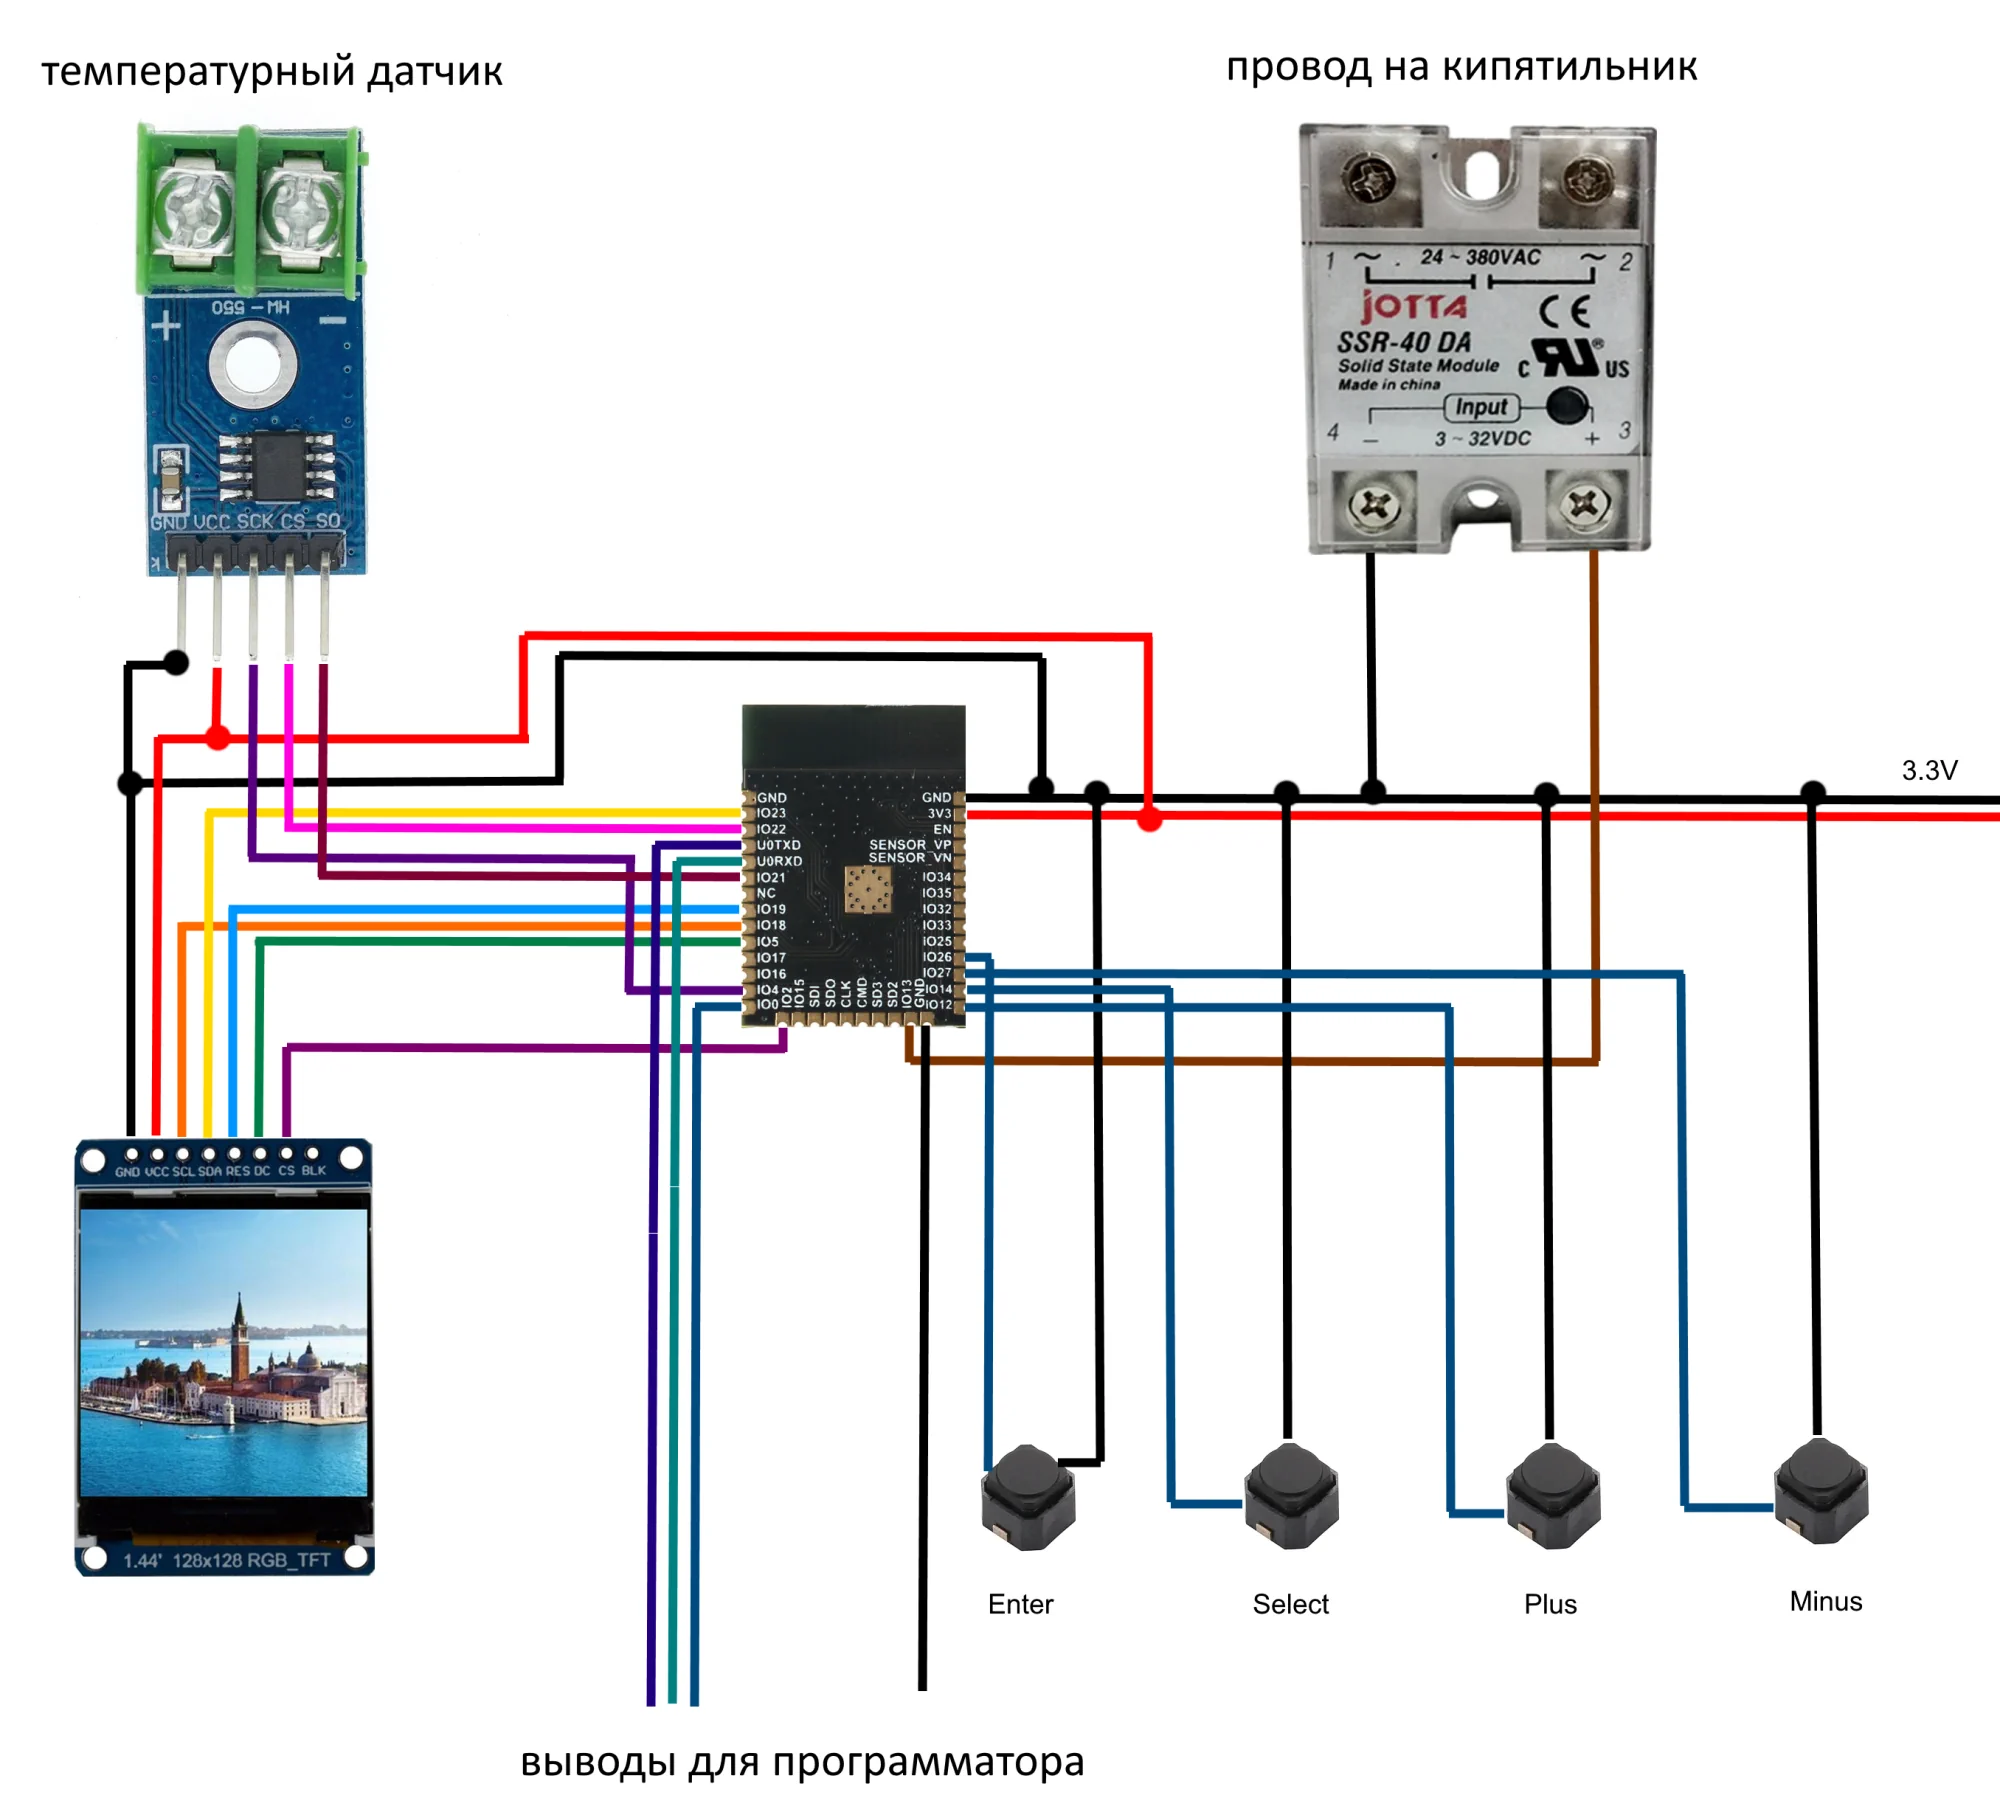 температурный датчик
провод на кипятильник
HW-550
+ −
GND VCC SCK CS SO
1 ~ 24 ~ 380VAC ~ 2
JOTTA
CE
SSR-40 DA
Solid State Module
Made in china
C RU® US
Input
4 − 3 ~ 32VDC + 3
3.3V
GND
IO23
IO22
U0TXD
U0RXD
IO21
NC
IO19
IO18
IO5
IO17
IO16
IO4
IO0
IO2
IO15
SDI
SDO
CLK
CMD
SD3
SD2
IO13
GND
GND
3V3
EN
SENSOR_VP
SENSOR_VN
IO34
IO35
IO32
IO33
IO25
IO26
IO27
IO14
IO12
GND VCC SCL SDA RES DC CS BLK
1.44' 128x128 RGB_TFT
Enter
Select
Plus
Minus
выводы для программатора